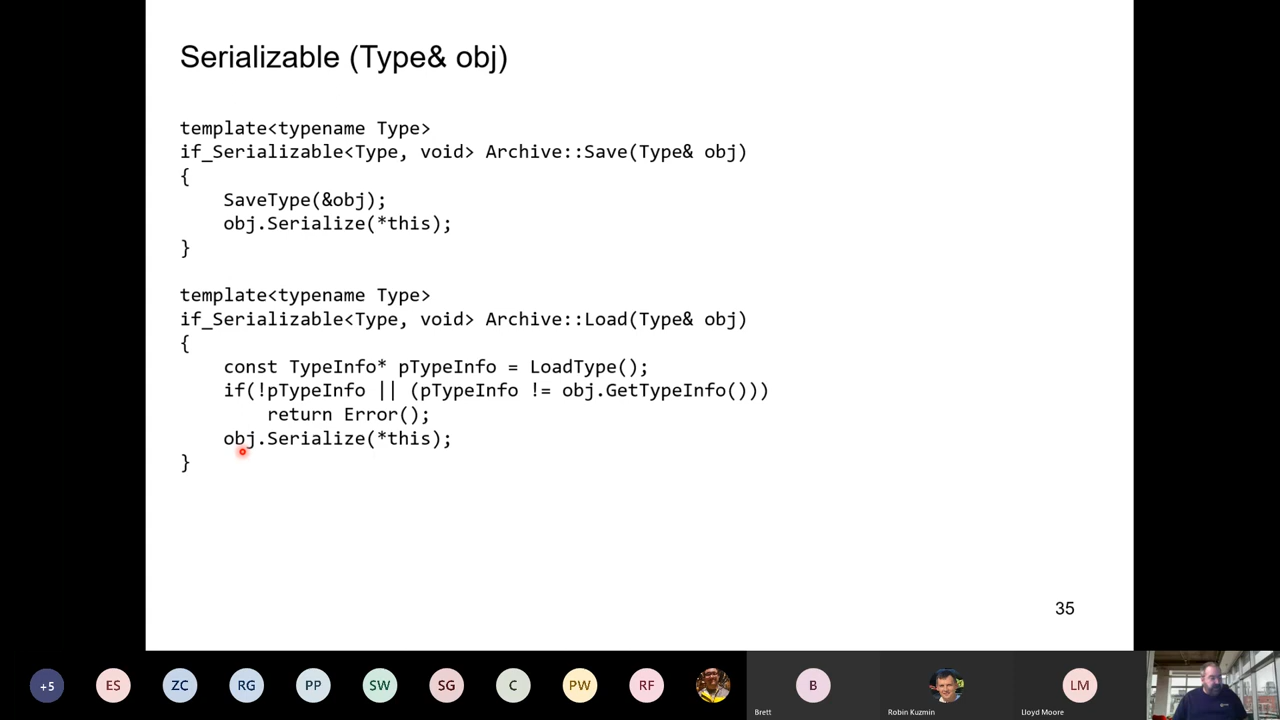 Serializable (Type& obj)
template<typename Type>
if_Serializable<Type, void> Archive::Save(Type& obj)
{
    SaveType(&obj);
    obj.Serialize(*this);
}
template<typename Type>
if_Serializable<Type, void> Archive::Load(Type& obj)
{
    const TypeInfo* pTypeInfo = LoadType();
    if(!pTypeInfo || (pTypeInfo != obj.GetTypeInfo()))
        return Error();
    obj.Serialize(*this);
}
35
+5 ES ZC RG PP SW SG C PW RF B LM
Brett Robin Kuzmin Lloyd Moore